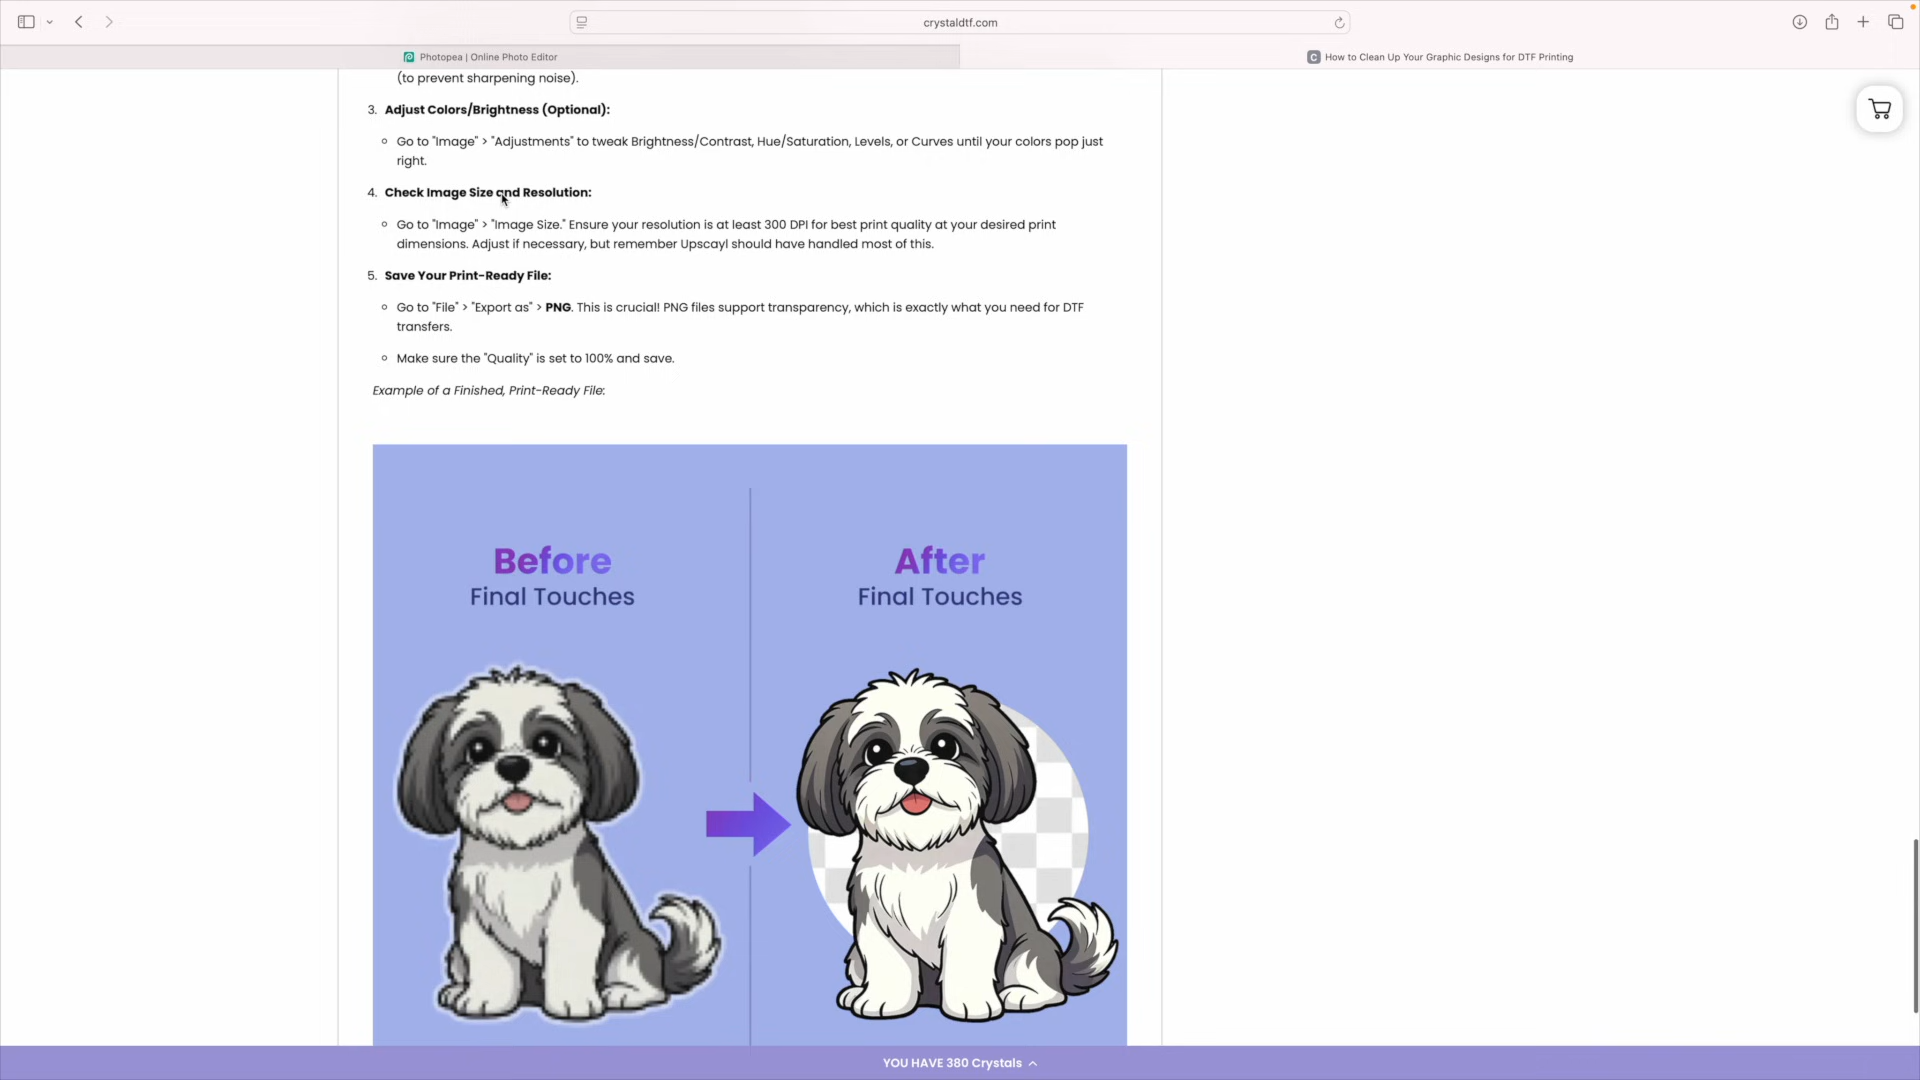 crystaldtf.com
Photopea | Online Photo Editor
C How to Clean Up Your Graphic Designs for DTF Printing
(to prevent sharpening noise).
3. Adjust Colors/Brightness (Optional):
Go to "Image" > "Adjustments" to tweak Brightness/Contrast, Hue/Saturation, Levels, or Curves until your colors pop just
right.
4. Check Image Size and Resolution:
Go to "Image" > "Image Size." Ensure your resolution is at least 300 DPI for best print quality at your desired print
dimensions. Adjust if necessary, but remember Upscayl should have handled most of this.
5. Save Your Print-Ready File:
Go to "File" > "Export as" > PNG. This is crucial! PNG files support transparency, which is exactly what you need for DTF
transfers.
Make sure the "Quality" is set to 100% and save.
Example of a Finished, Print-Ready File:
Before
Final Touches
After
Final Touches
YOU HAVE 380 Crystals